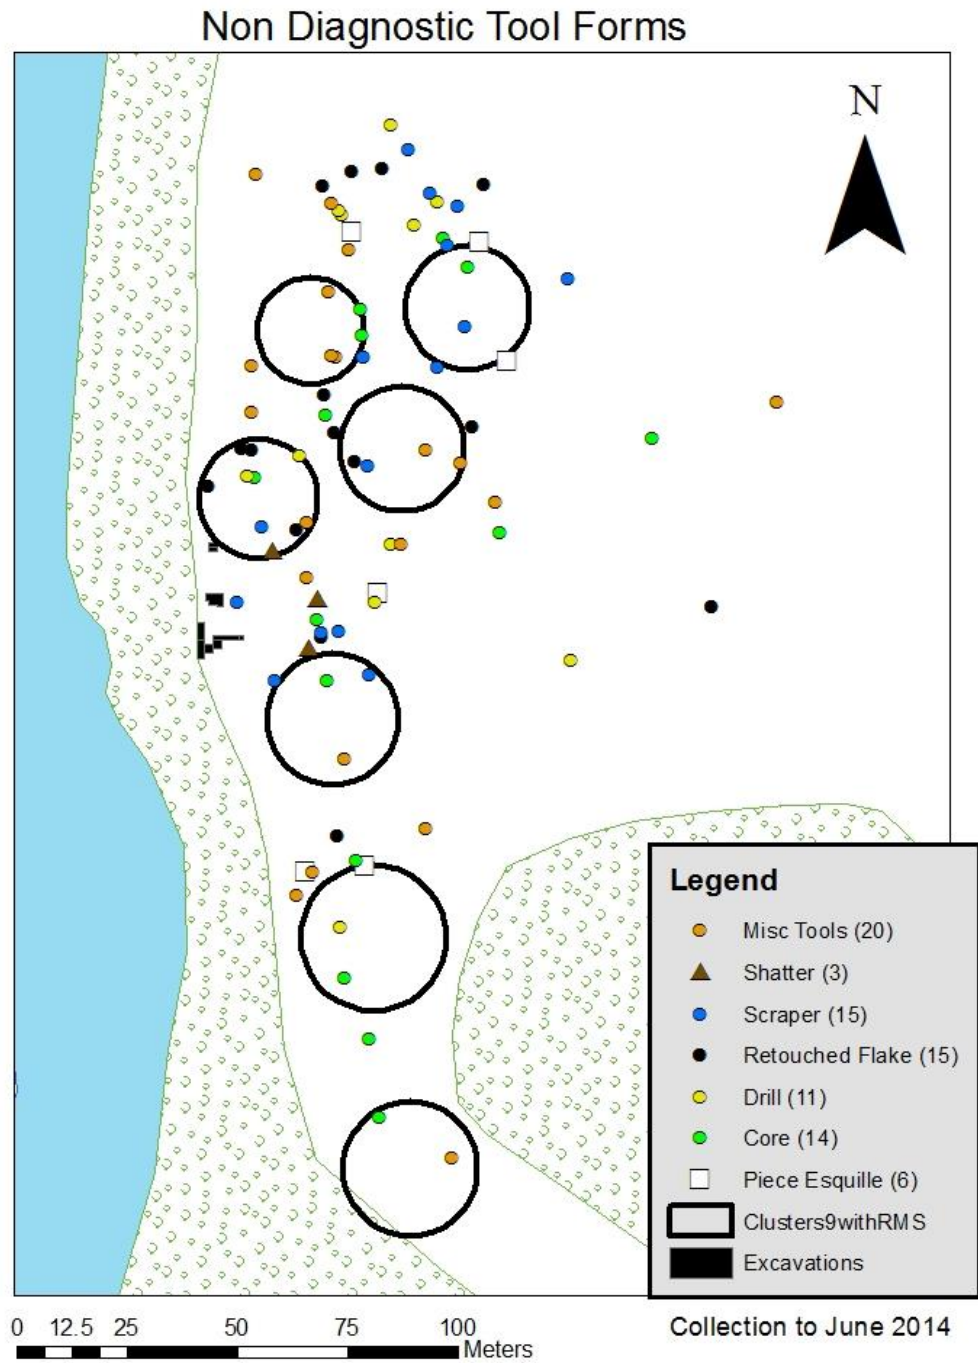 Non Diagnostic Tool Forms
N
Legend
Misc Tools (20)
Shatter (3)
Scraper (15)
Retouched Flake (15)
Drill (11)
Core (14)
Piece Esquille (6)
Clusters9withRMS
Excavations
0 12.5 25 50 75 100
Meters
Collection to June 2014